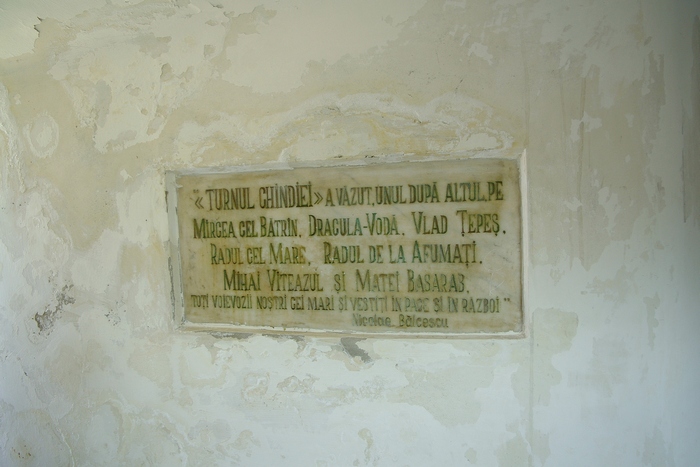 «TURNUL CHINDIEI» A VĂZUT, UNUL DUPĂ ALTUL, PE
MIRCEA CEL BĂTRÎN, DRACULA-VODĂ, VLAD ȚEPEȘ,
RADUL CEL MARE, RADUL DE LA AFUMAȚI,
MIHAI VITEAZUL ȘI MATEI BASARAB,
TOȚI VOIEVOZII NOȘTRI CEI MARI ȘI VESTIȚI ÎN PACE ȘI ÎN RĂZBOI"
Nicolae Bălcescu